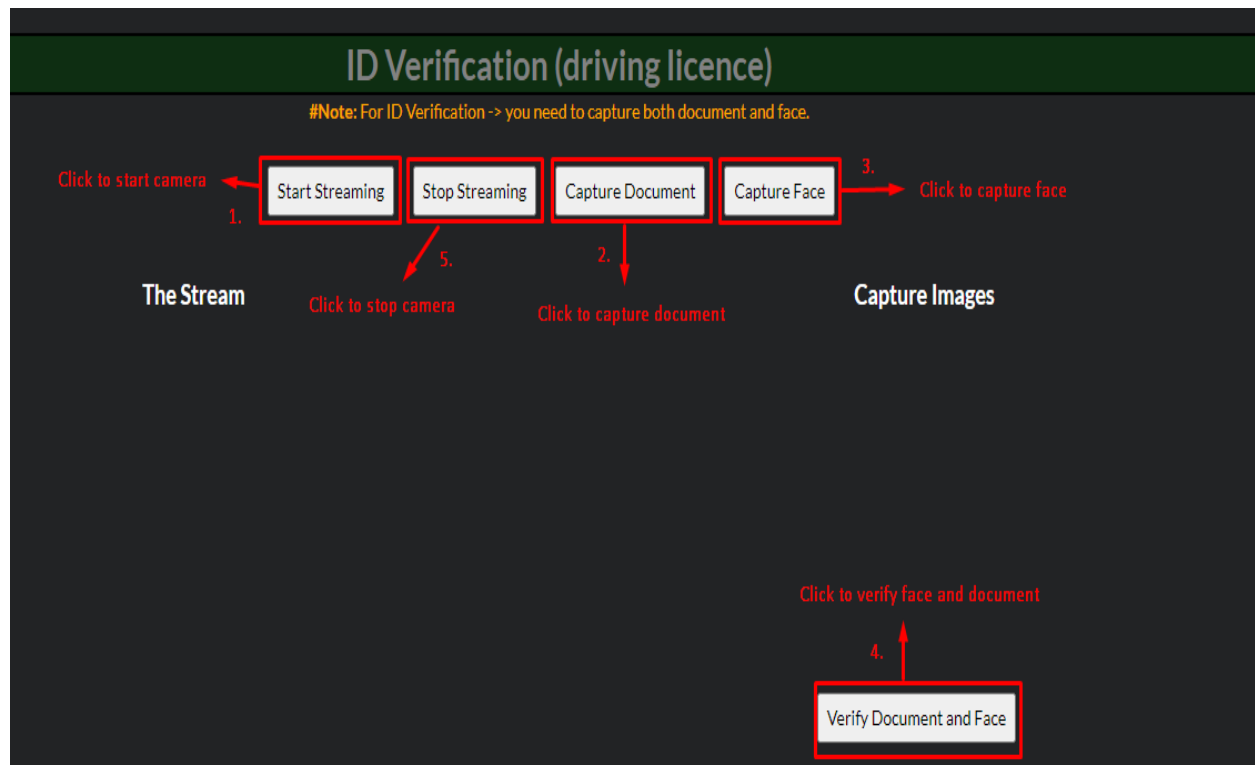 ID Verification (driving licence)
#Note: For ID Verification -> you need to capture both document and face.
Click to start camera
1.
Start Streaming
Stop Streaming
Capture Document
Capture Face
3.
Click to capture face
5.
Click to stop camera
2.
Click to capture document
The Stream
Capture Images
Click to verify face and document
4.
Verify Document and Face